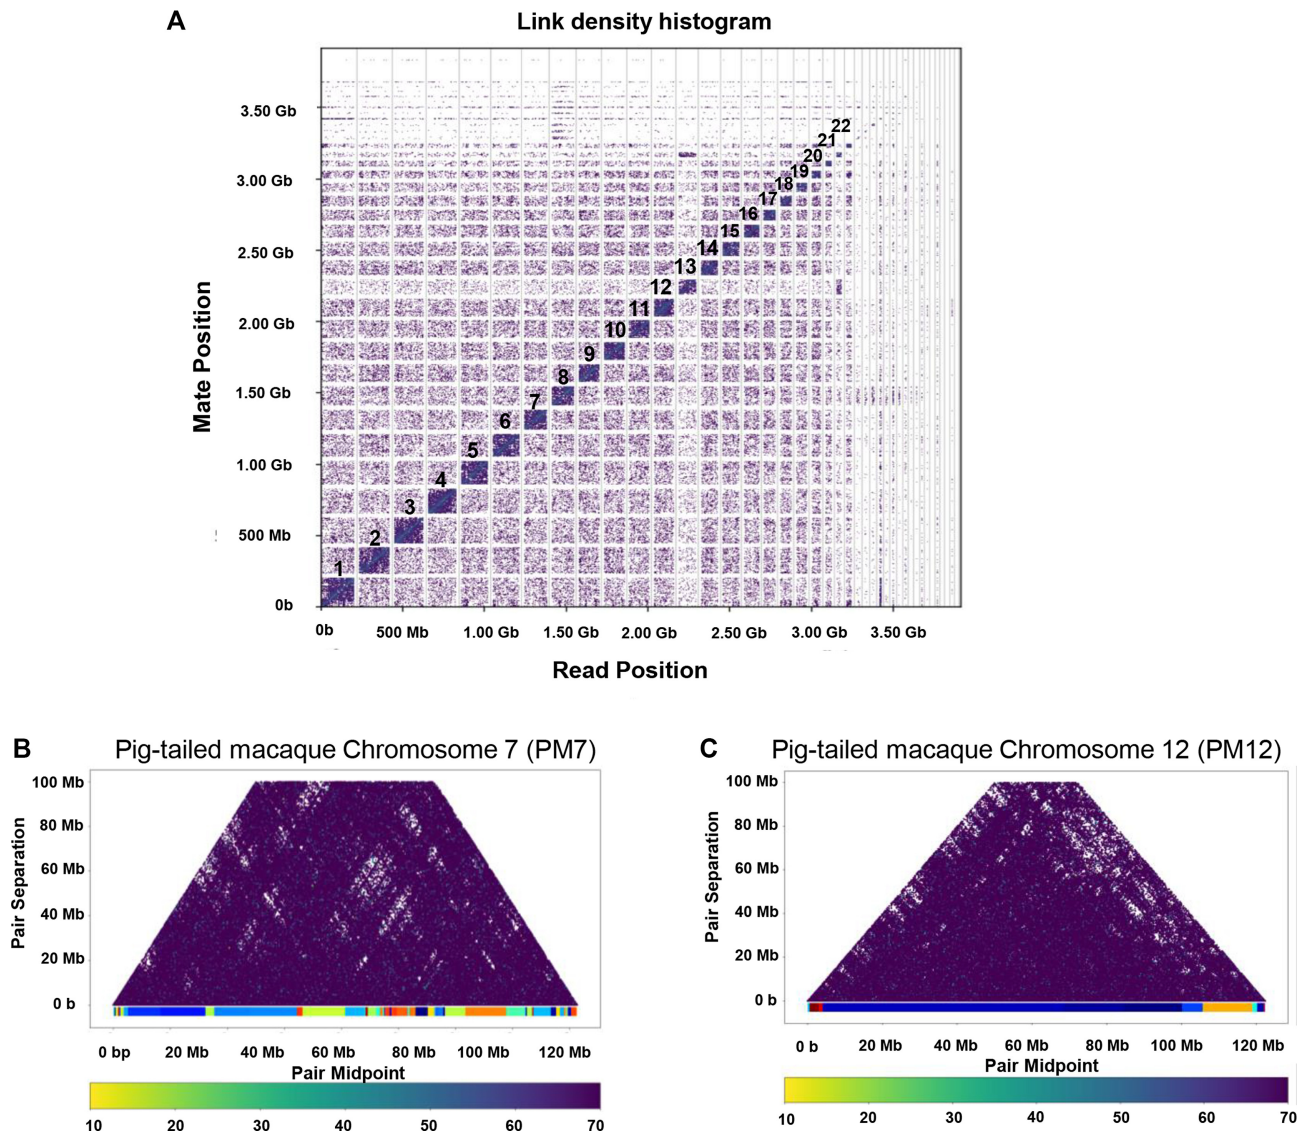 A
Link density histogram
3.50 Gb
3.00 Gb
2.50 Gb
2.00 Gb
1.50 Gb
1.00 Gb
500 Mb
0b
Mate Position
22
21
20
19
18
17
16
15
14
13
12
11
10
9
8
7
6
5
4
3
2
1
0b 500 Mb 1.00 Gb 1.50 Gb 2.00 Gb 2.50 Gb 3.00 Gb 3.50 Gb
Read Position
B
Pig-tailed macaque Chromosome 7 (PM7)
100 Mb
80 Mb
60 Mb
40 Mb
20 Mb
0 b
Pair Separation
0 bp 20 Mb 40 Mb 60 Mb 80 Mb 100 Mb 120 Mb
Pair Midpoint
10 20 30 40 50 60 70
C
Pig-tailed macaque Chromosome 12 (PM12)
100 Mb
80 Mb
60 Mb
40 Mb
20 Mb
0 b
Pair Separation
0 b 20 Mb 40 Mb 60 Mb 80 Mb 100 Mb 120 Mb
Pair Midpoint
10 20 30 40 50 60 70